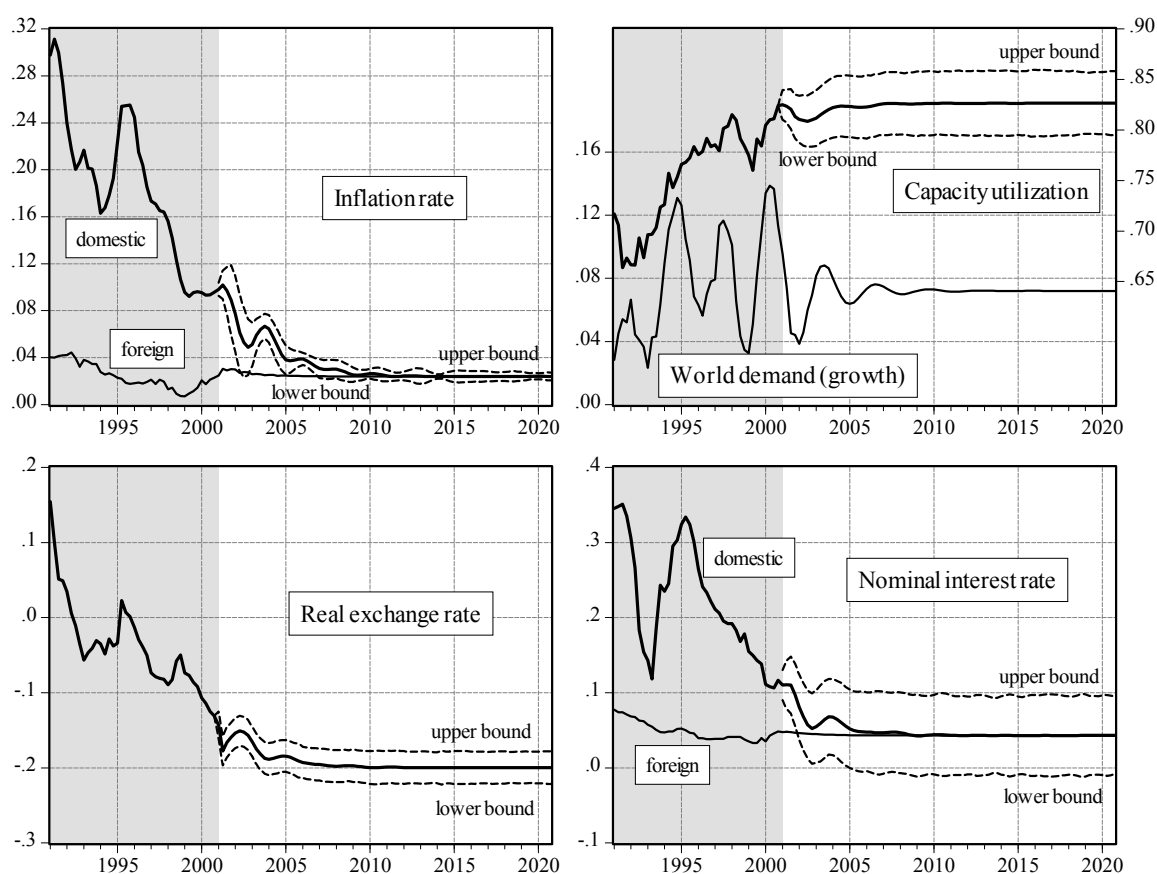 .32
.28
.24
.20
.16
.12
.08
.04
.00
domestic
foreign
Inflation rate
upper bound
lower bound
1995 2000 2005 2010 2015 2020
.16
.12
.08
.04
.00
.90
.85
.80
.75
.70
.65
upper bound
lower bound
Capacity utilization
World demand (growth)
1995 2000 2005 2010 2015 2020
.2
.1
.0
-.1
-.2
-.3
Real exchange rate
upper bound
lower bound
1995 2000 2005 2010 2015 2020
.4
.3
.2
.1
.0
-.1
domestic
Nominal interest rate
upper bound
foreign
lower bound
1995 2000 2005 2010 2015 2020